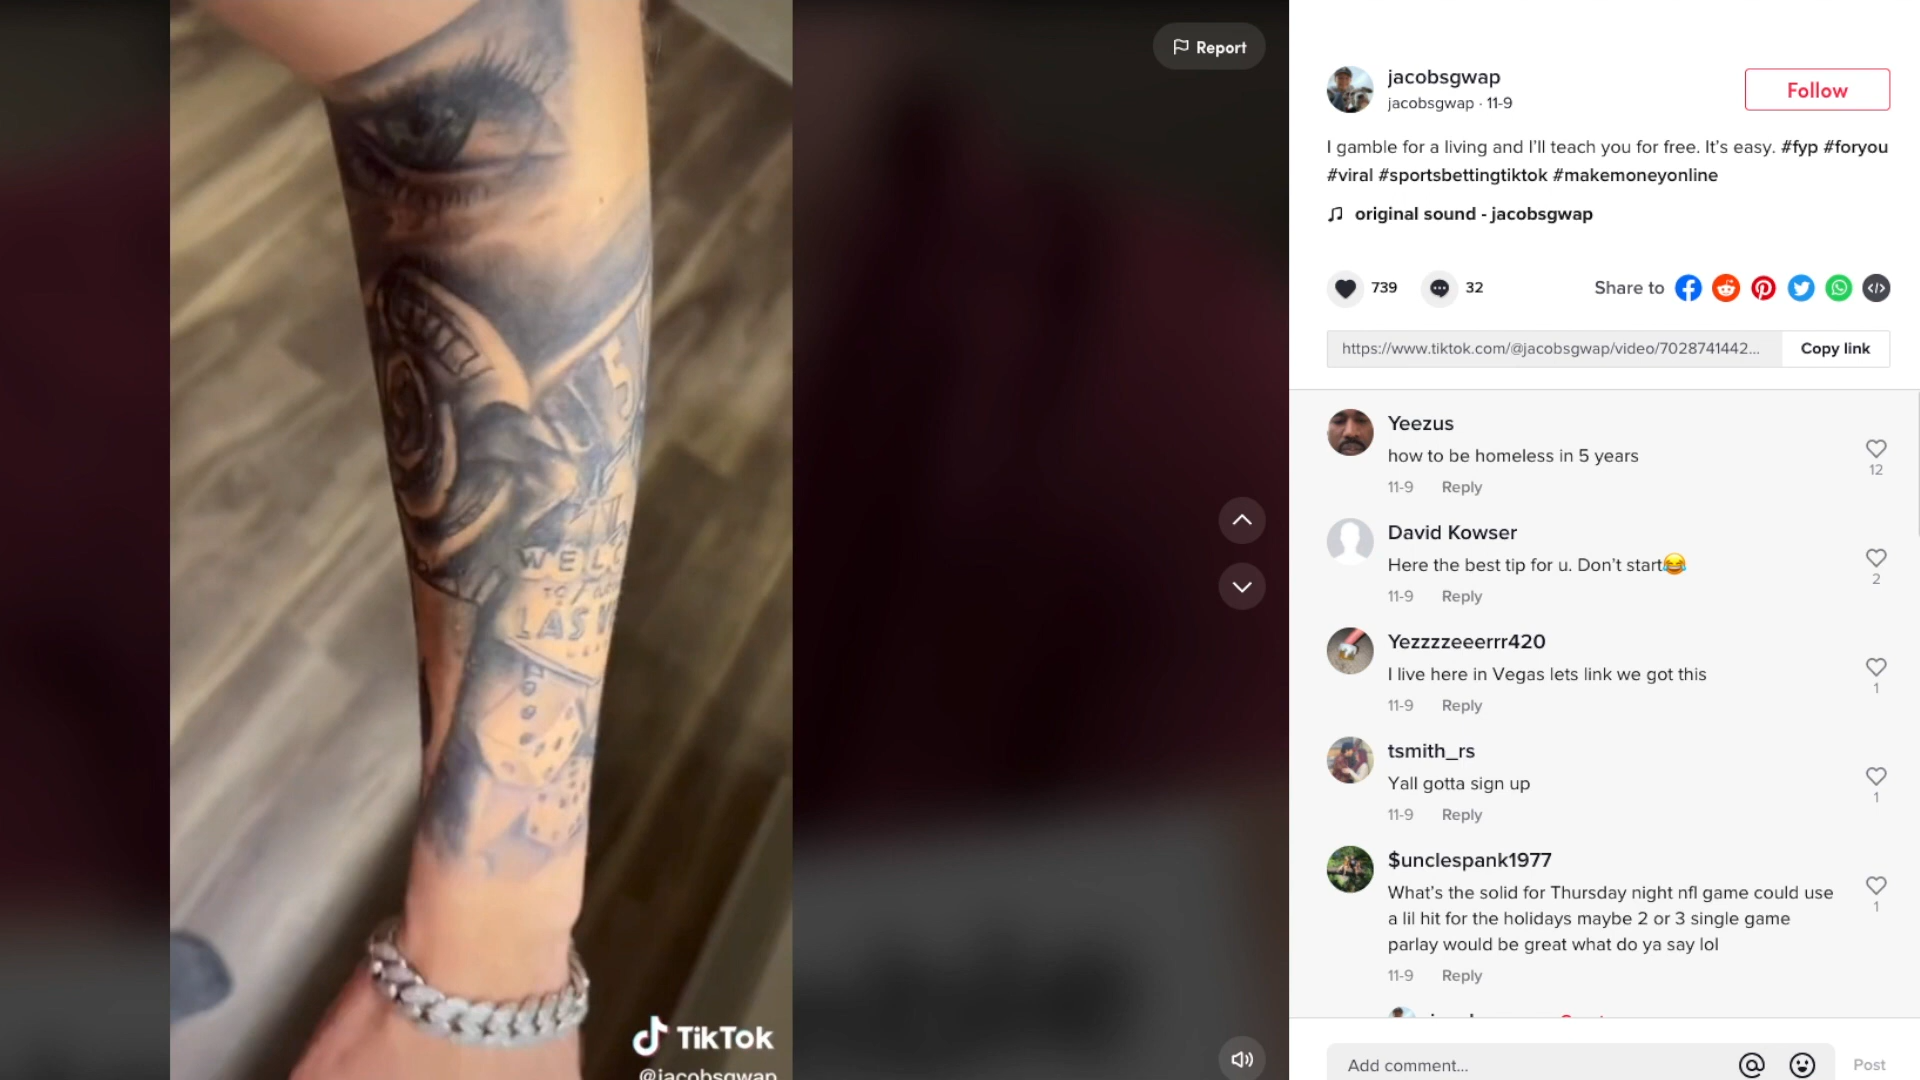 WELC
TO
LAS
TikTok
@jacobsgwap
Report
jacobsgwap
jacobsgwap · 11-9
Follow
I gamble for a living and I'll teach you for free. It's easy. #fyp #foryou
#viral #sportsbettingtiktok #makemoneyonline
original sound - jacobsgwap
739
32
Share to
https://www.tiktok.com/@jacobsgwap/video/7028741442...
Copy link
Yeezus
how to be homeless in 5 years
12
11-9 Reply
David Kowser
Here the best tip for u. Don't start😂
2
11-9 Reply
Yezzzzeeerrr420
I live here in Vegas lets link we got this
1
11-9 Reply
tsmith_rs
Yall gotta sign up
1
11-9 Reply
$unclespank1977
What's the solid for Thursday night nfl game could use
a lil hit for the holidays maybe 2 or 3 single game
parlay would be great what do ya say lol
1
11-9 Reply
Add comment...
@
Post